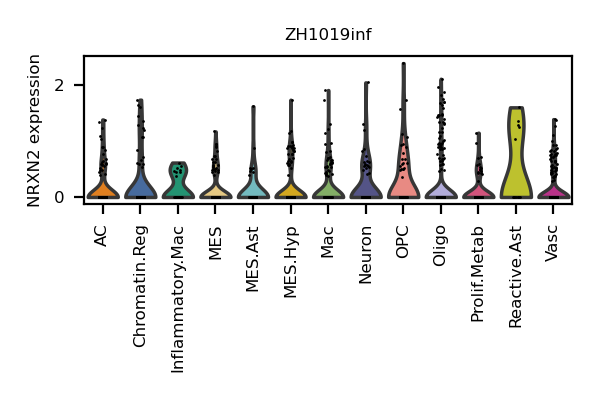 ZH1019inf
NRXN2 expression
2
0
AC
Chromatin.Reg
Inflammatory.Mac
MES
MES.Ast
MES.Hyp
Mac
Neuron
OPC
Oligo
Prolif.Metab
Reactive.Ast
Vasc